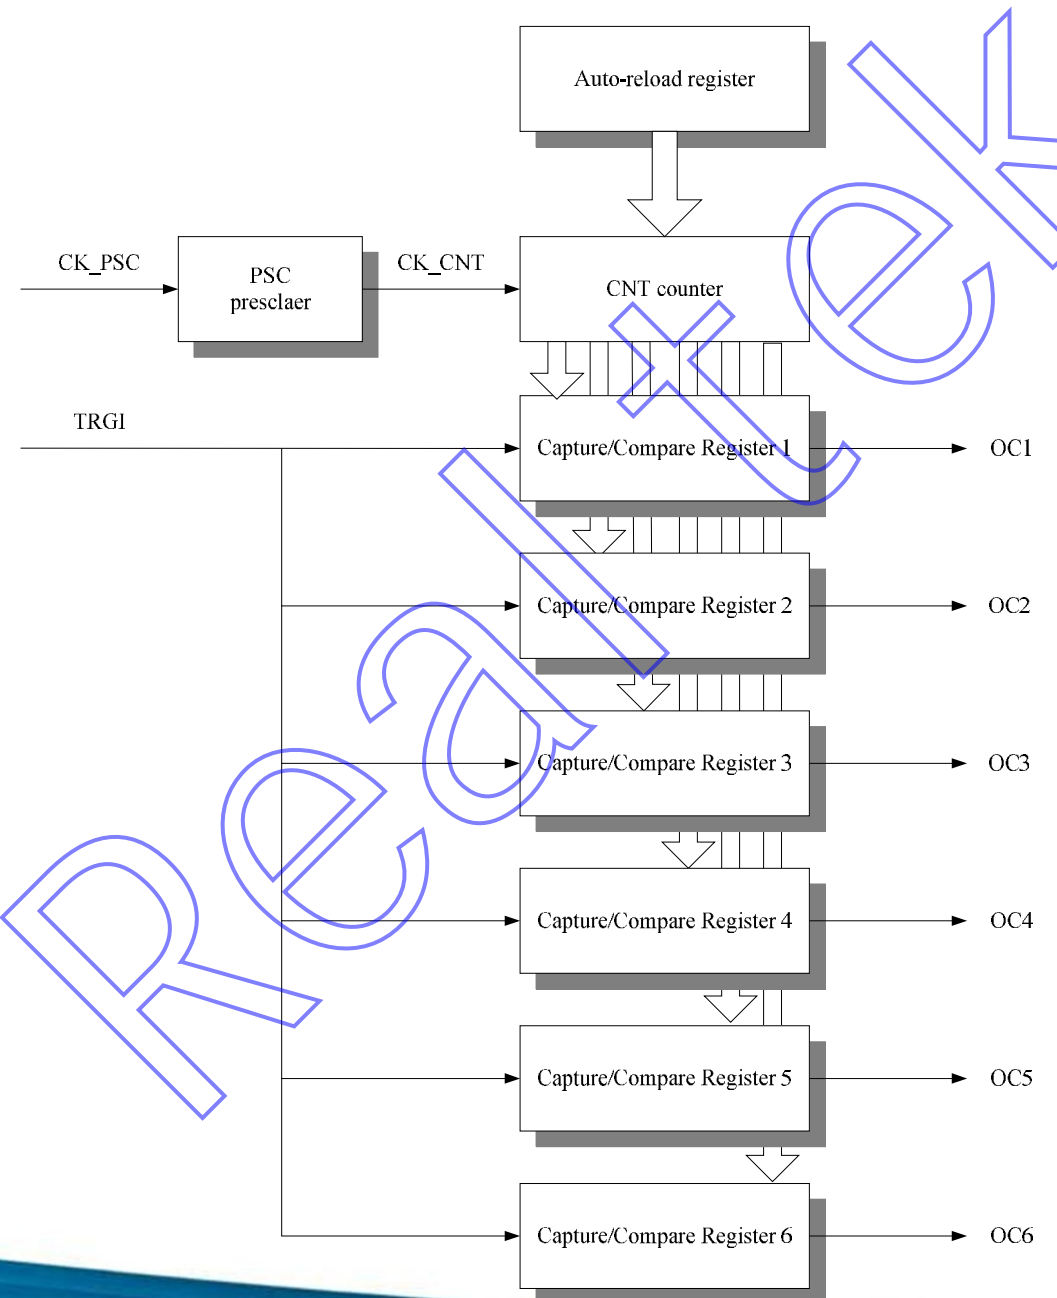 Auto-reload register
CK_PSC
PSC
presclaer
CK_CNT
CNT counter
TRGI
Capture/Compare Register 1
OC1
Capture/Compare Register 2
OC2
Capture/Compare Register 3
OC3
Capture/Compare Register 4
OC4
Capture/Compare Register 5
OC5
Capture/Compare Register 6
OC6
Realtek